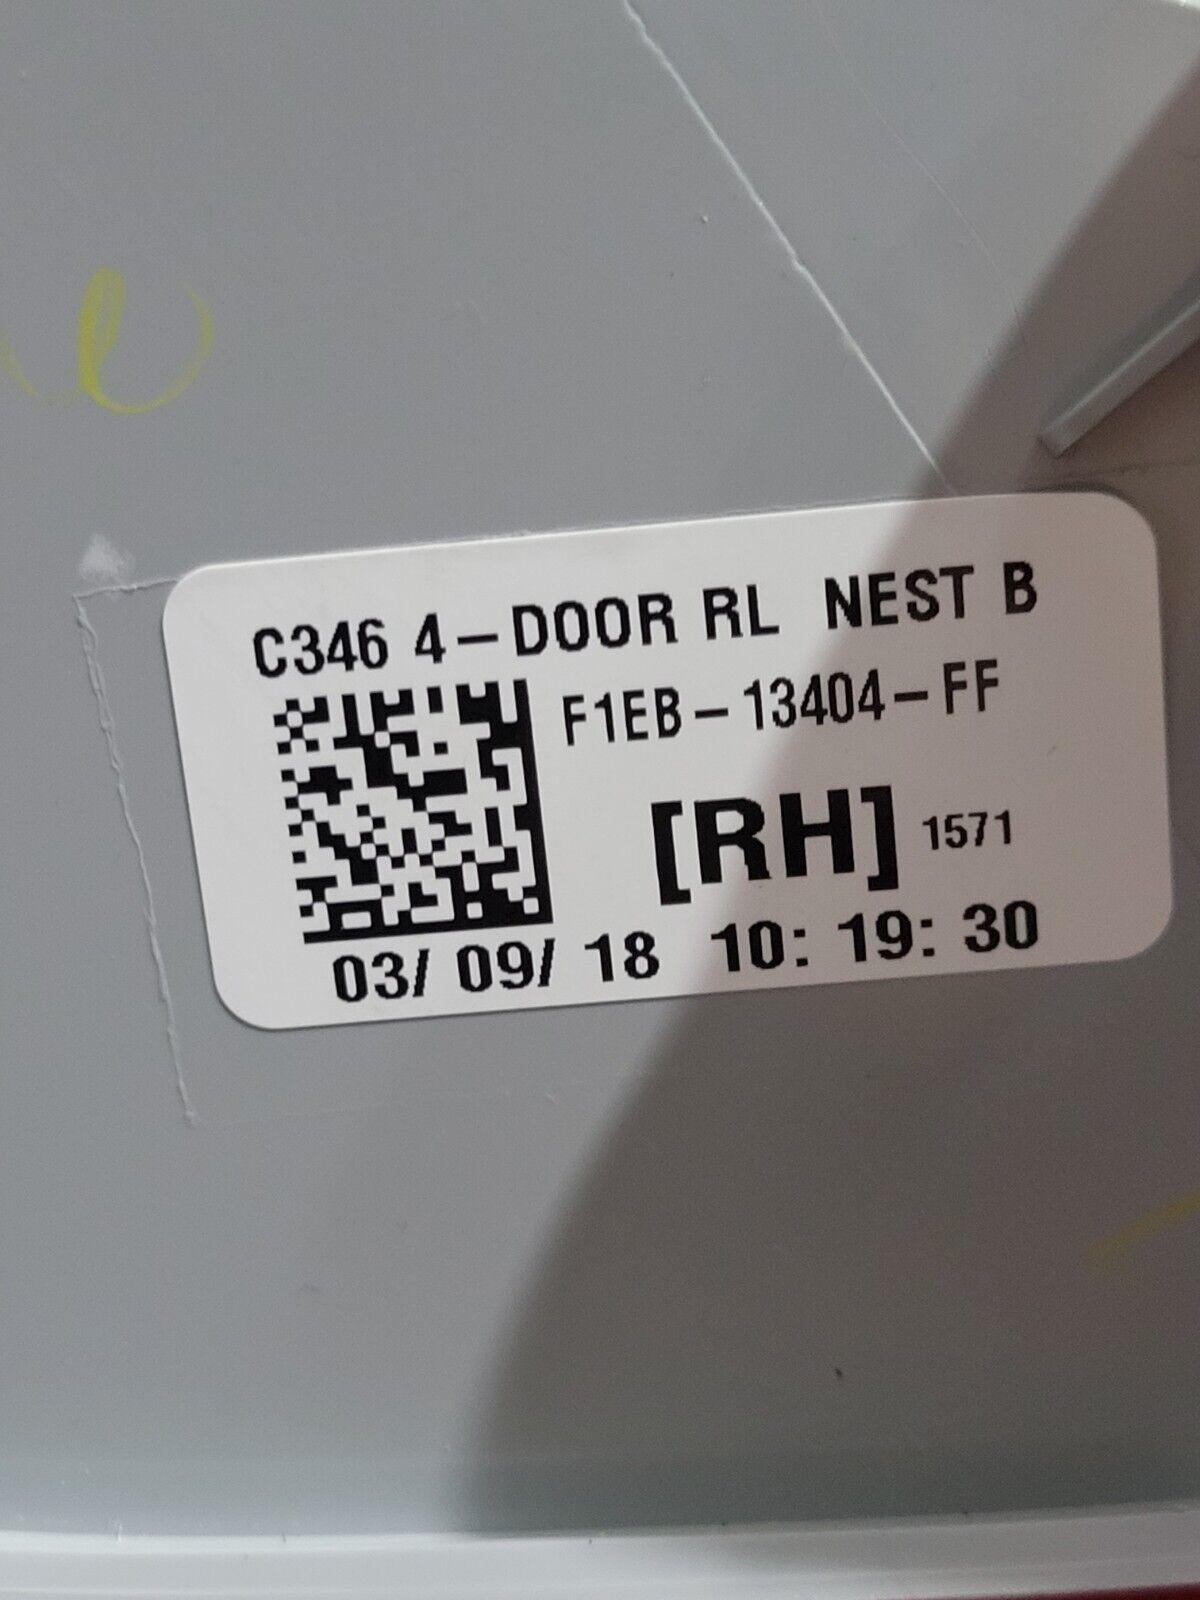 C346 4-DOOR RL NEST B
F1EB-13404-FF
[RH] 1571
03/ 09/ 18 10: 19: 30